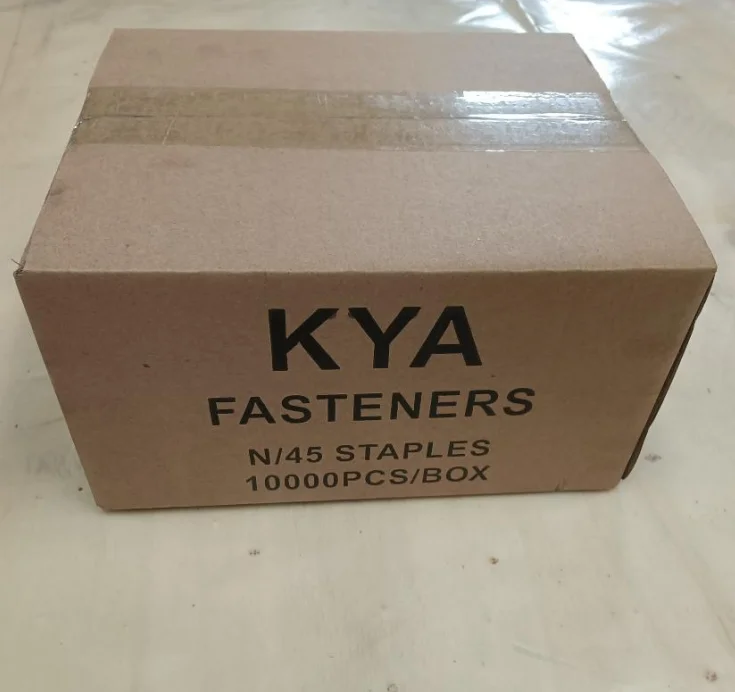 KYA
FASTENERS
N/45 STAPLES
10000PCS/BOX